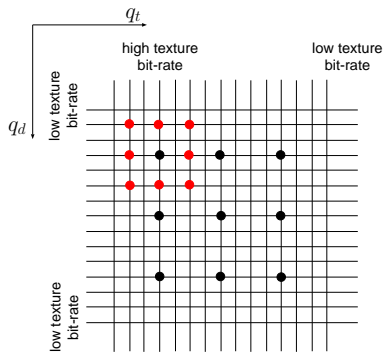 q_t
high texture
bit-rate
low texture
bit-rate
q_d
low texture
bit-rate
low texture
bit-rate